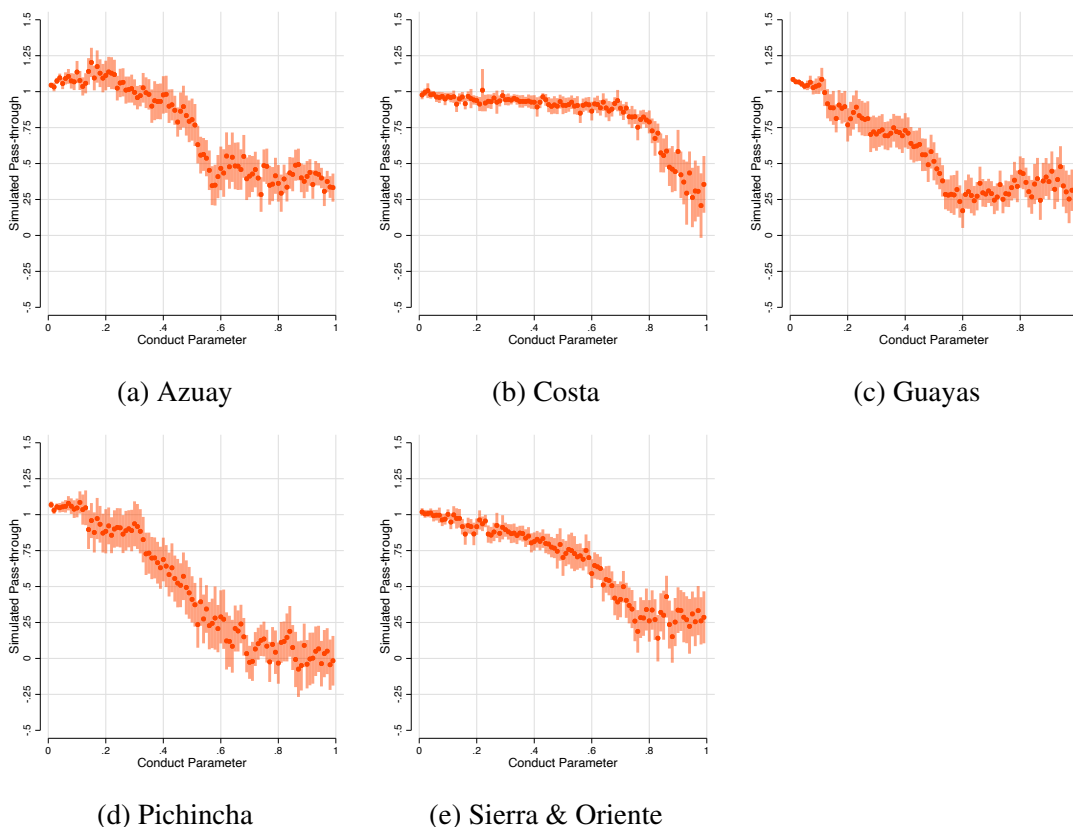 1.5
1.25
1
.75
.5
.25
0
-.25
-.5
Simulated Pass-through
0 .2 .4 .6 .8 1
Conduct Parameter
(a) Azuay
1.5
1.25
1
.75
.5
.25
0
-.25
-.5
Simulated Pass-through
0 .2 .4 .6 .8 1
Conduct Parameter
(b) Costa
1.5
1.25
1
.75
.5
.25
0
-.25
-.5
Simulated Pass-through
0 .2 .4 .6 .8
Conduct Parameter
(c) Guayas
1.5
1.25
1
.75
.5
.25
0
-.25
-.5
Simulated Pass-through
0 .2 .4 .6 .8 1
Conduct Parameter
(d) Pichincha
1.5
1.25
1
.75
.5
.25
0
-.25
-.5
Simulated Pass-through
0 .2 .4 .6 .8 1
Conduct Parameter
(e) Sierra & Oriente